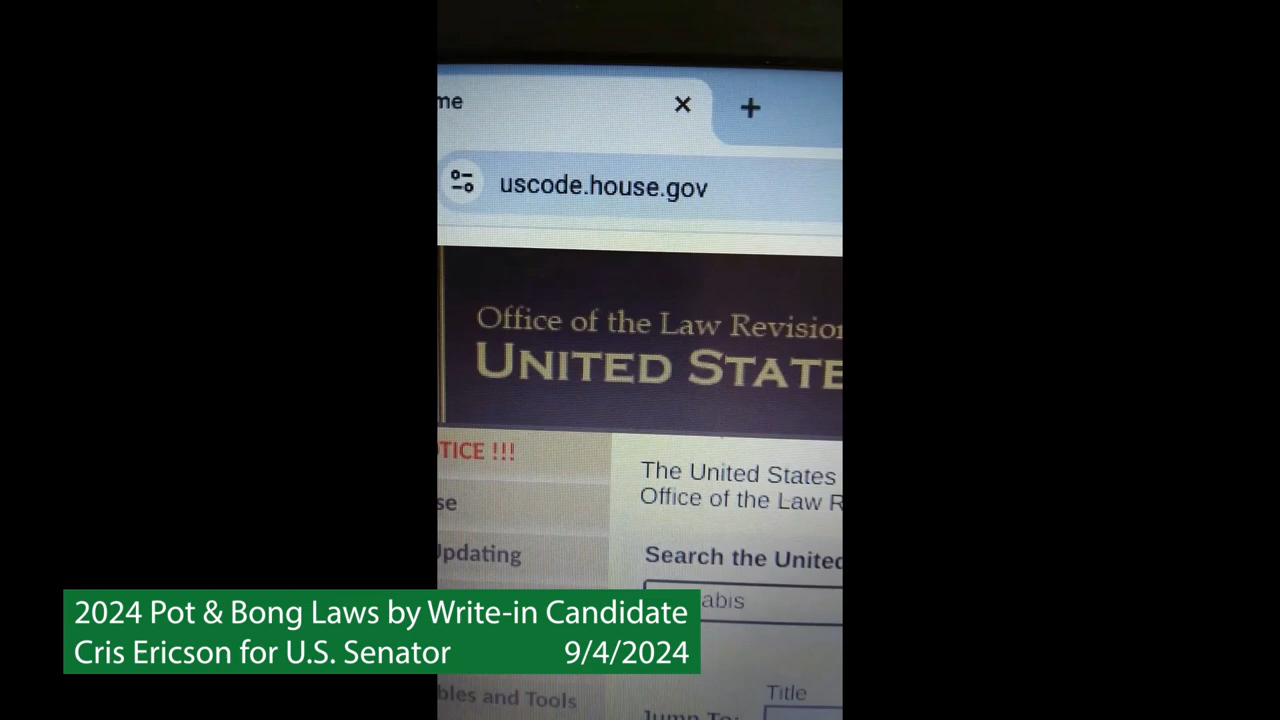 me
uscode.house.gov
Office of the Law Revision
UNITED STATE
TICE !!!
The United States
Office of the Law R
se
Search the United
Updating
abis
2024 Pot & Bong Laws by Write-in Candidate
Cris Ericson for U.S. Senator 9/4/2024
bles and Tools
Title
Jump To: